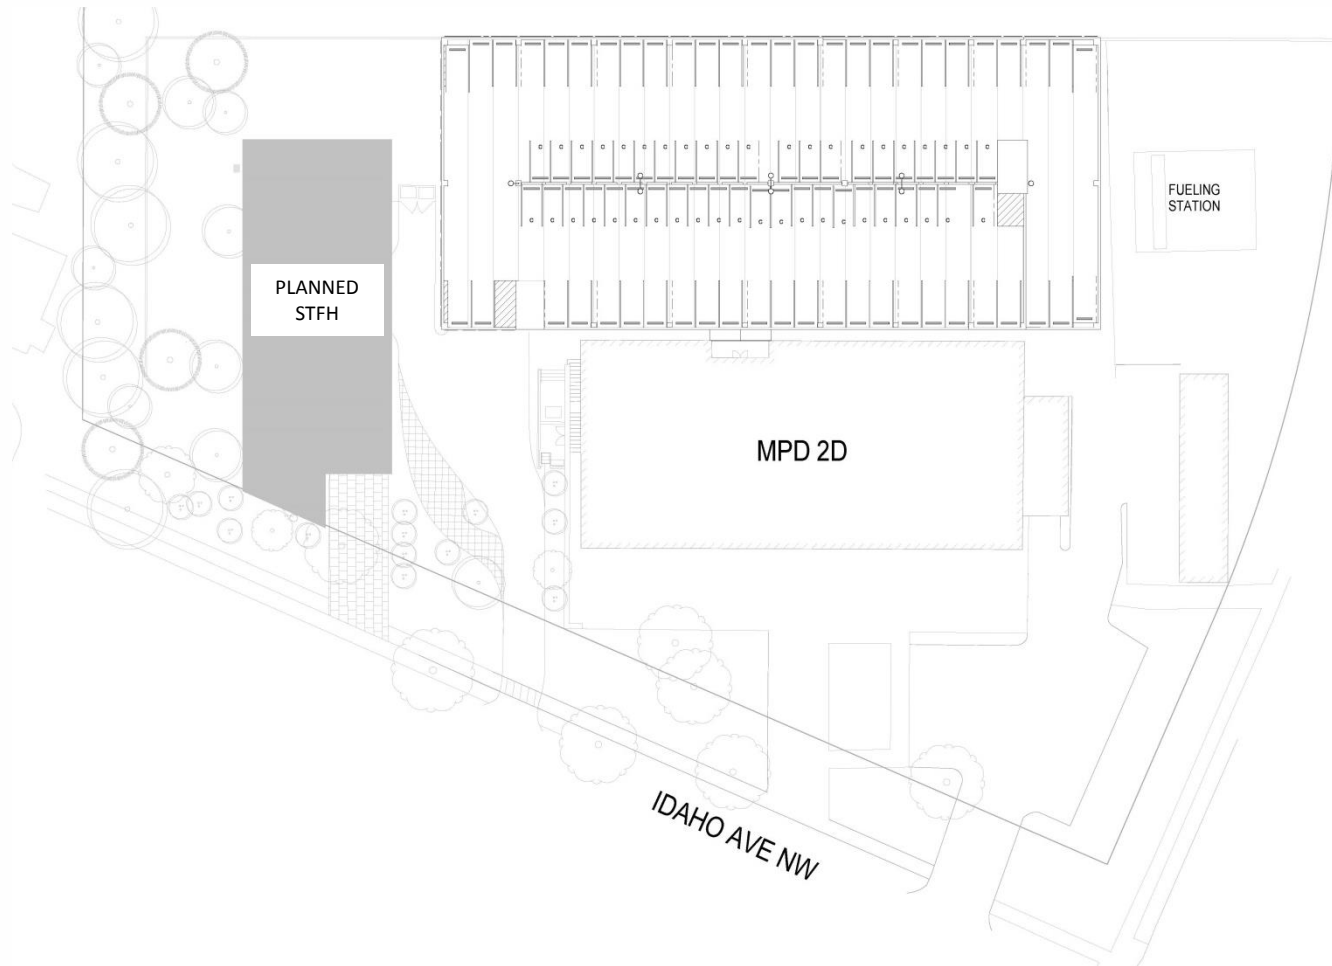 FUELING
STATION
PLANNED
STFH
MPD 2D
IDAHO AVE NW